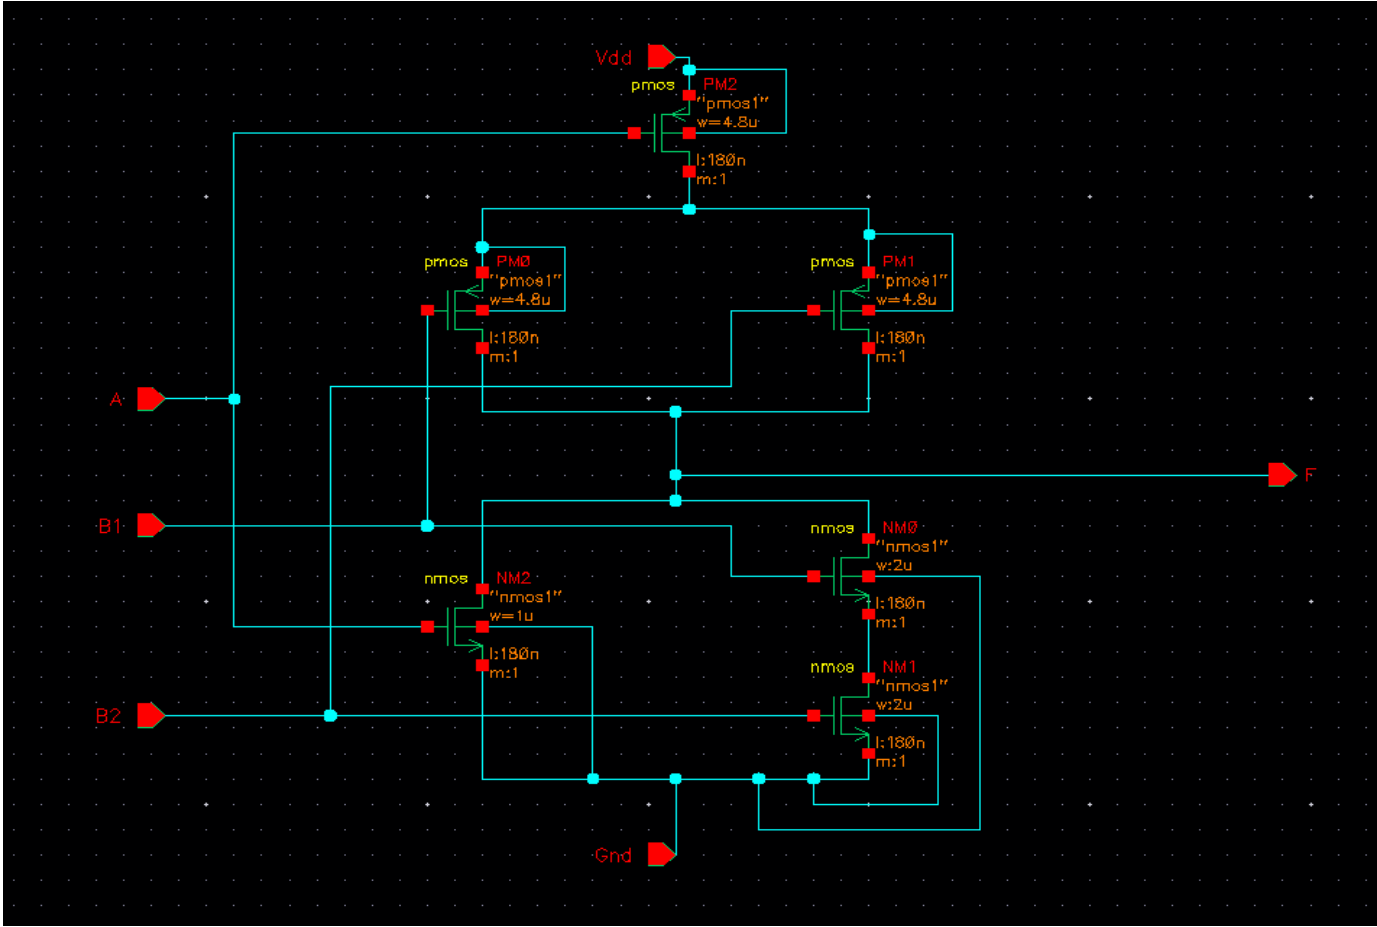 Vdd
pmos PM2
"pmos1"
w=4.8u
l:180n
m:1
pmos PM0
"pmos1"
w=4.8u
l:180n
m:1
pmos PM1
"pmos1"
w=4.8u
l:180n
m:1
A
F
B1
nmos NM0
"nmos1"
w:2u
l:180n
m:1
nmos NM2
"nmos1"
w=1u
l:180n
m:1
nmos NM1
"nmos1"
w:2u
l:180n
m:1
B2
Gnd